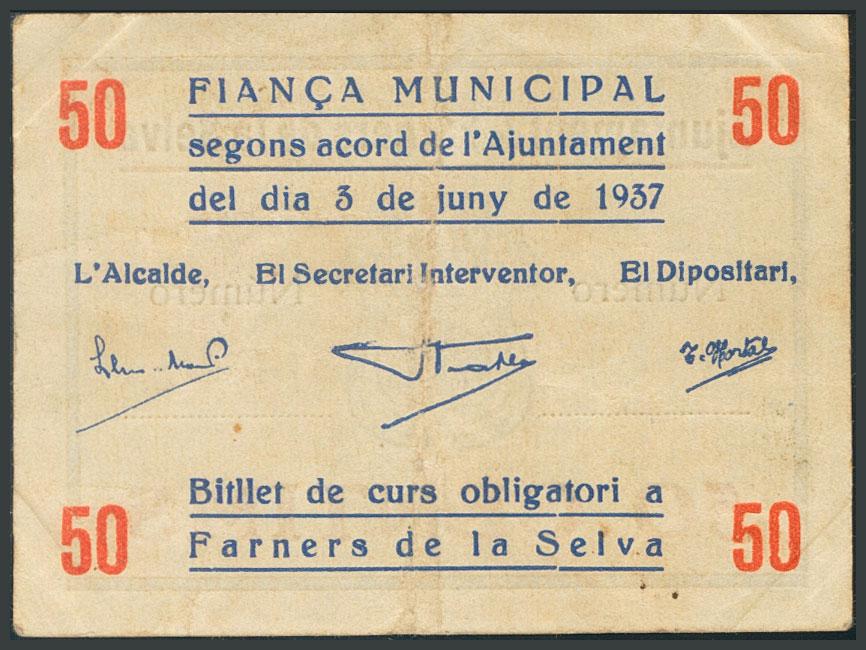 50 FIANÇA MUNICIPAL 50
segons acord de l'Ajuntament
del dia 3 de juny de 1937
L'Alcalde, El Secretari Interventor, El Dipositari,
Bitllet de curs obligatori a
50 Farners de la Selva 50